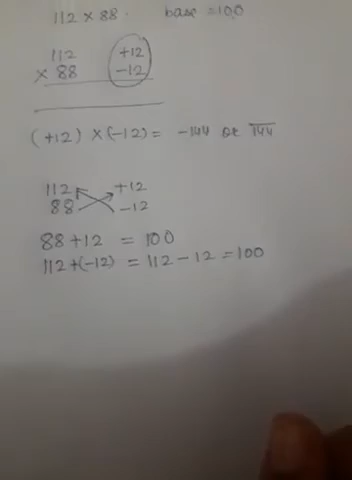 112 × 88. base = 100
112 +12
× 88 -12
(+12) × (-12) = -144 or 1̅4̅4̅
112 +12
88 -12
88 + 12 = 100
112 + (-12) = 112 - 12 = 100